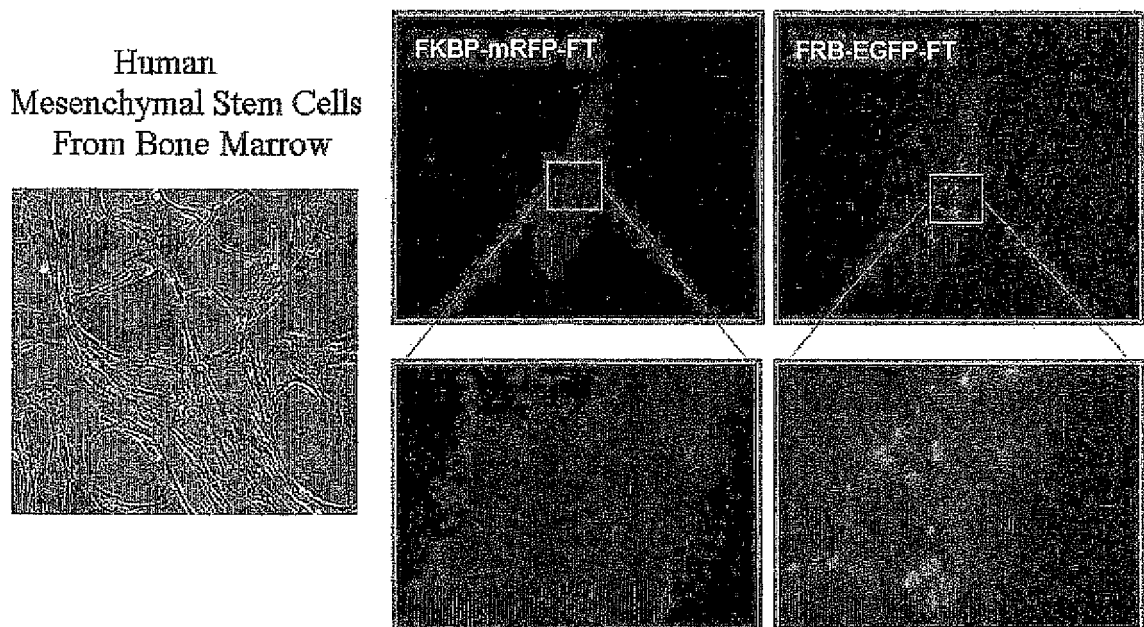 Human
Mesenchymal Stem Cells
From Bone Marrow
FKBP-mRFP-FT
FRB-EGFP-FT